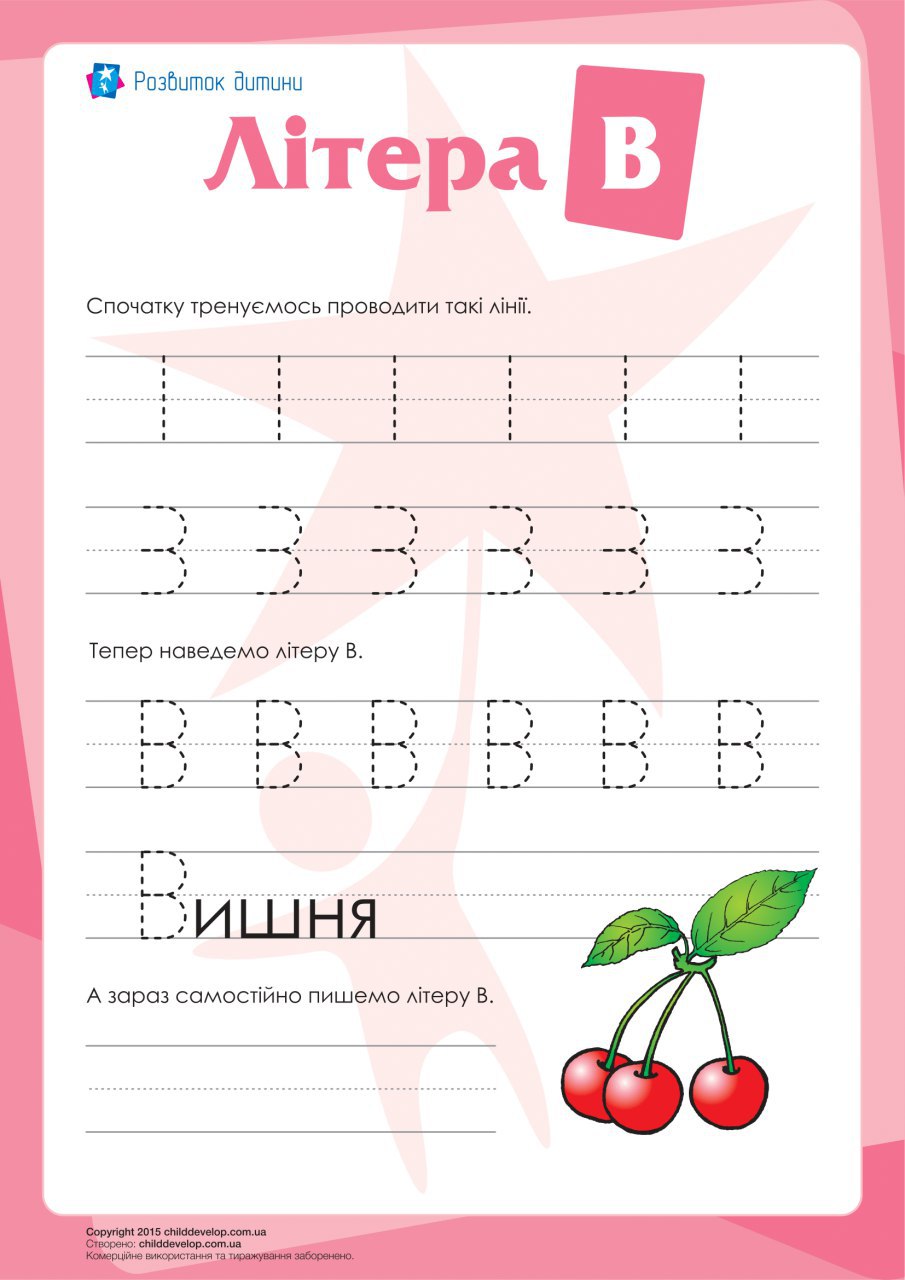 Розвиток дитини
Літера В
Спочатку тренуємось проводити такі лінії.
Тепер наведемо літеру В.
В В В В В В
Вишня
А зараз самостійно пишемо літеру В.
Copyright 2015 childdevelop.com.ua
Створено: childdevelop.com.ua
Комерційне використання та тиражування заборонено.